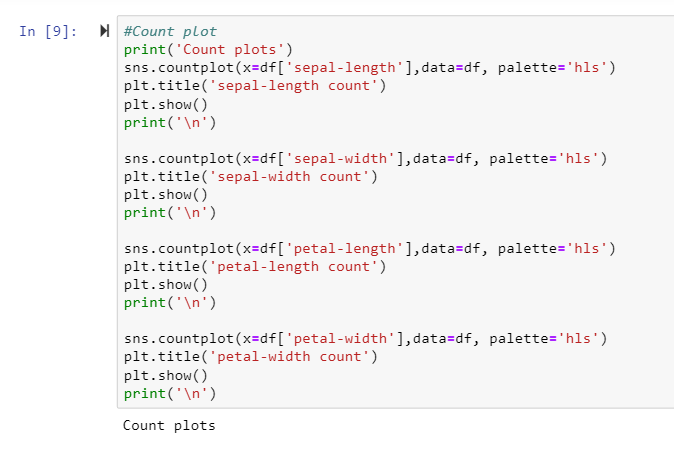 In [9]:
#Count plot
print('Count plots')
sns.countplot(x=df['sepal-length'],data=df, palette='hls')
plt.title('sepal-length count')
plt.show()
print('\n')
sns.countplot(x=df['sepal-width'],data=df, palette='hls')
plt.title('sepal-width count')
plt.show()
print('\n')
sns.countplot(x=df['petal-length'],data=df, palette='hls')
plt.title('petal-length count')
plt.show()
print('\n')
sns.countplot(x=df['petal-width'],data=df, palette='hls')
plt.title('petal-width count')
plt.show()
print('\n')
Count plots